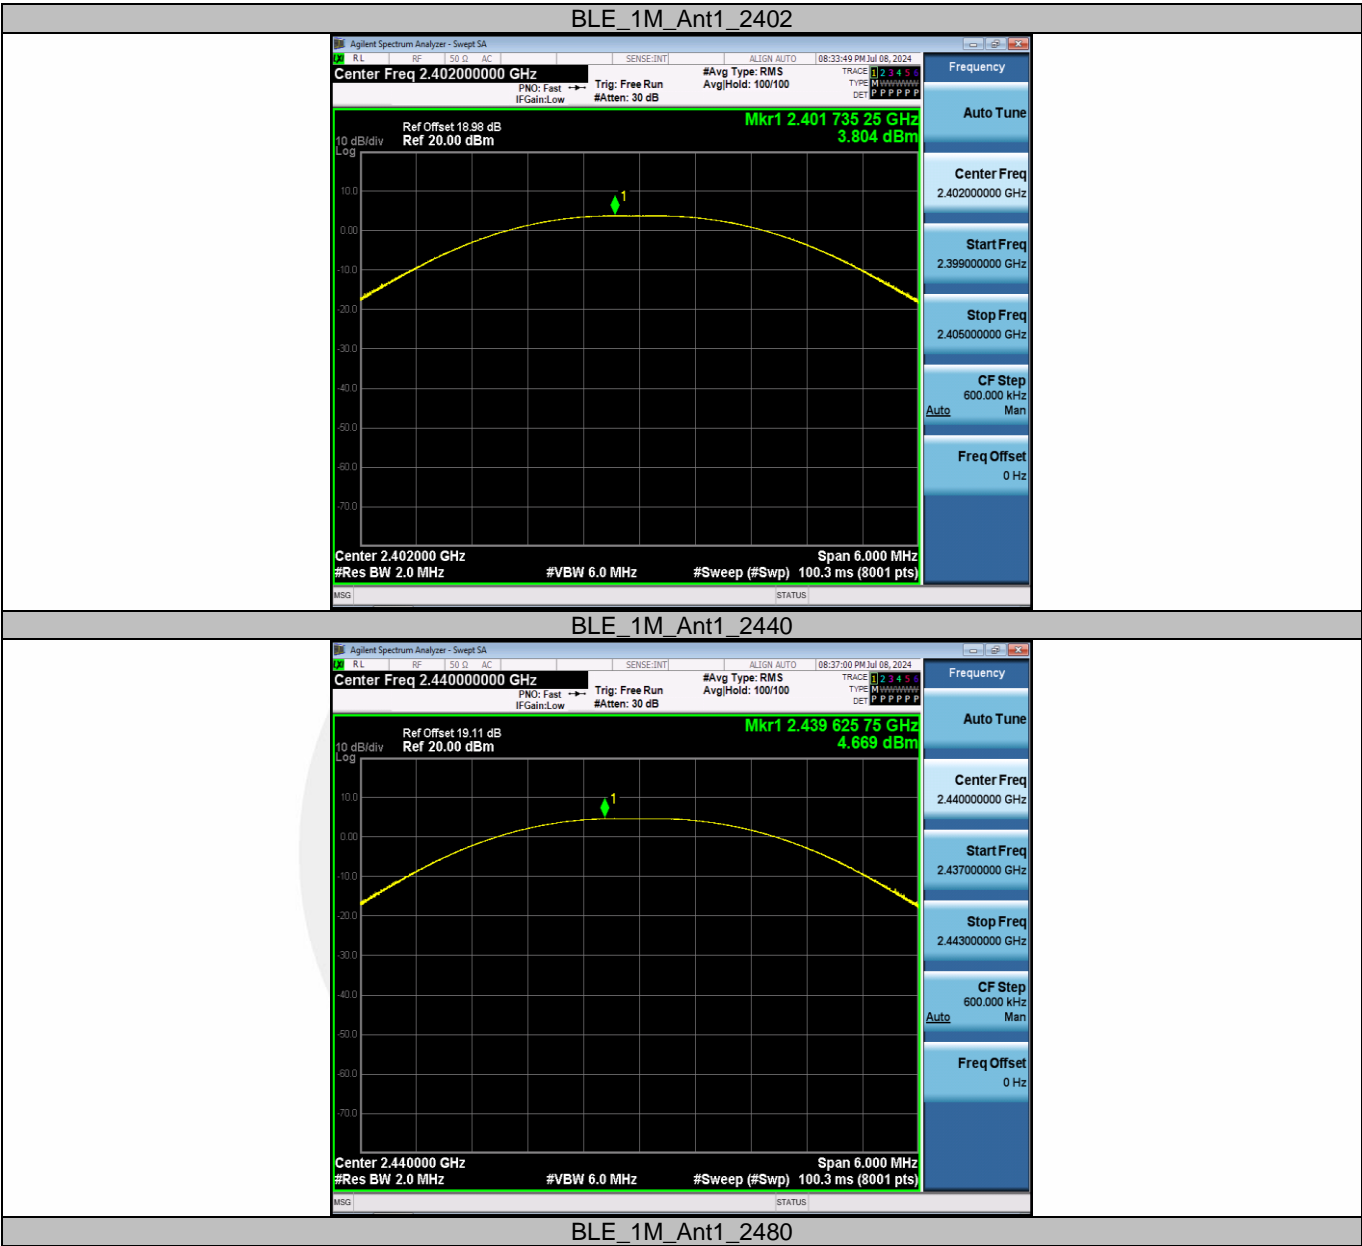 BLE_1M_Ant1_2402
Agilent Spectrum Analyzer - Swept SA
RL RF 50 Ω AC SENSE:INT ALIGN AUTO 08:33:49 PM Jul 08, 2024
Center Freq 2.402000000 GHz
#Avg Type: RMS
TRACE 1 2 3 4 5 6
PNO: Fast
Trig: Free Run
Avg|Hold: 100/100
TYPE M WWWWW
IFGain:Low
#Atten: 30 dB
DET P P P P P P
Frequency
Mkr1 2.401 735 25 GHz
3.804 dBm
Ref Offset 18.98 dB
10 dB/div Ref 20.00 dBm
Log
1
10.0
0.00
-10.0
-20.0
-30.0
-40.0
-50.0
-60.0
-70.0
Center 2.402000 GHz Span 6.000 MHz
#Res BW 2.0 MHz #VBW 6.0 MHz #Sweep (#Swp) 100.3 ms (8001 pts)
MSG STATUS
Auto Tune
Center Freq
2.402000000 GHz
Start Freq
2.399000000 GHz
Stop Freq
2.405000000 GHz
CF Step
600.000 kHz
Auto Man
Freq Offset
0 Hz
BLE_1M_Ant1_2440
Agilent Spectrum Analyzer - Swept SA
RL RF 50 Ω AC SENSE:INT ALIGN AUTO 08:37:00 PM Jul 08, 2024
Center Freq 2.440000000 GHz
#Avg Type: RMS
TRACE 1 2 3 4 5 6
PNO: Fast
Trig: Free Run
Avg|Hold: 100/100
TYPE M WWWWW
IFGain:Low
#Atten: 30 dB
DET P P P P P P
Frequency
Mkr1 2.439 625 75 GHz
4.669 dBm
Ref Offset 19.11 dB
10 dB/div Ref 20.00 dBm
Log
1
10.0
0.00
-10.0
-20.0
-30.0
-40.0
-50.0
-60.0
-70.0
Center 2.440000 GHz Span 6.000 MHz
#Res BW 2.0 MHz #VBW 6.0 MHz #Sweep (#Swp) 100.3 ms (8001 pts)
MSG STATUS
Auto Tune
Center Freq
2.440000000 GHz
Start Freq
2.437000000 GHz
Stop Freq
2.443000000 GHz
CF Step
600.000 kHz
Auto Man
Freq Offset
0 Hz
BLE_1M_Ant1_2480